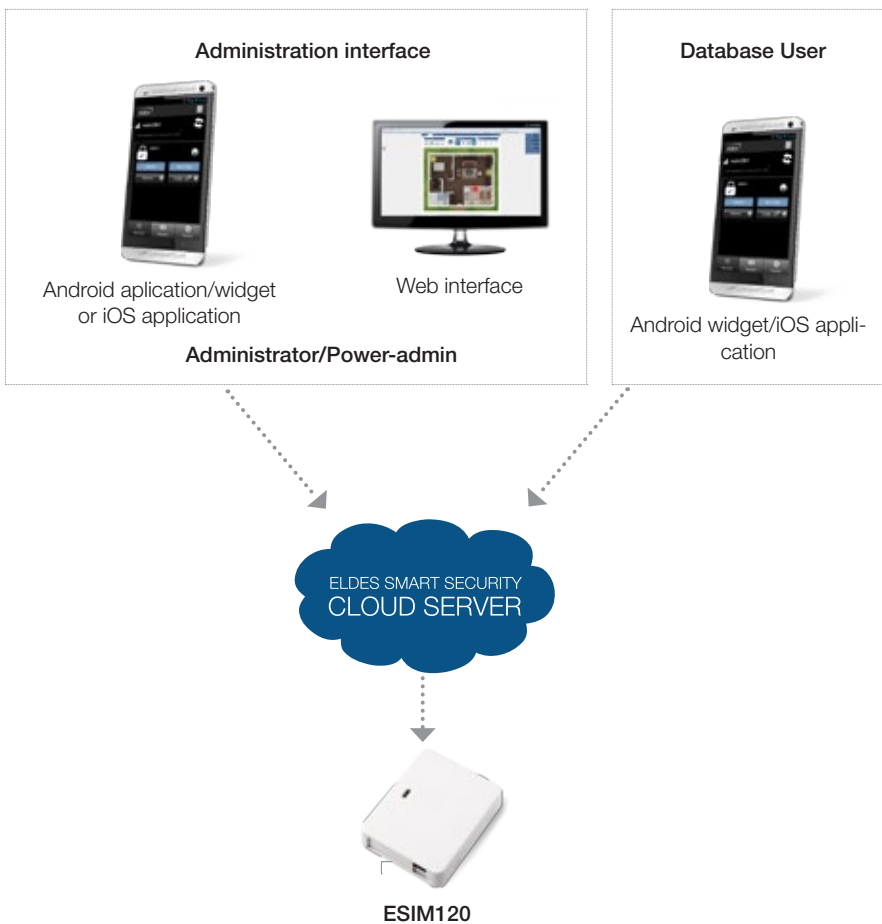 Administration interface
Database User
Android aplication/widget
or iOS application
Web interface
Android widget/iOS appli-
cation
Administrator/Power-admin
ELDES SMART SECURITY
CLOUD SERVER
ESIM120